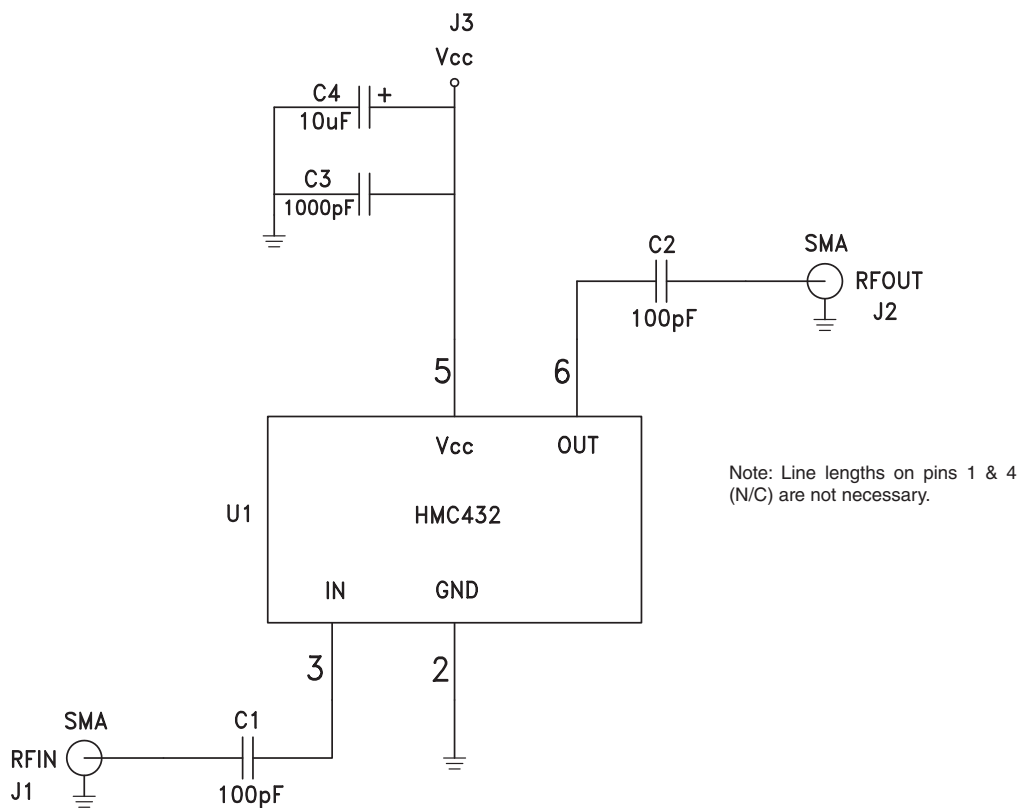 J3
Vcc
C4
+
10uF
C3
1000pF
C2
100pF
SMA
RFOUT
J2
5
6
Vcc
OUT
Note: Line lengths on pins 1 & 4
(N/C) are not necessary.
U1
HMC432
IN
GND
3
2
SMA
RFIN
J1
C1
100pF